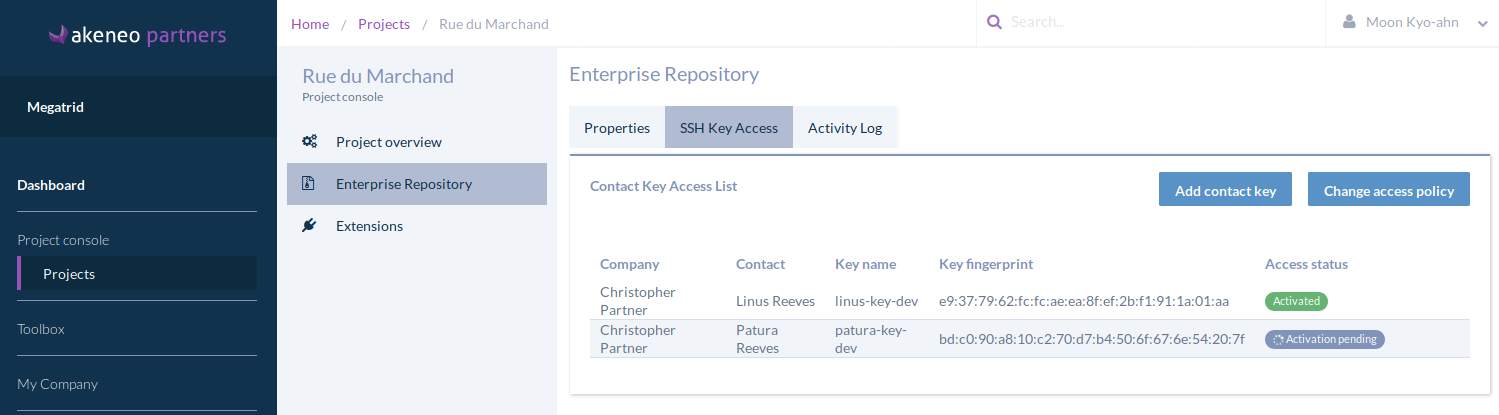 akeneo partners
Home / Projects / Rue du Marchand
Search...
Moon Kyo-ahn
Megatrid
Dashboard
Project console
Projects
Toolbox
My Company
Rue du Marchand
Project console
Project overview
Enterprise Repository
Extensions
Enterprise Repository
Properties SSH Key Access Activity Log
Contact Key Access List
Add contact key Change access policy
Company Contact Key name Key fingerprint Access status
Christopher
Partner Linus Reeves linus-key-dev e9:37:79:62:fc:fc:ae:ea:8f:ef:2b:f1:91:1a:01:aa Activated
Christopher Patura patura-key-
Partner Reeves dev bd:c0:90:a8:10:c2:70:d7:b4:50:6f:67:6e:54:20:7f Activation pending